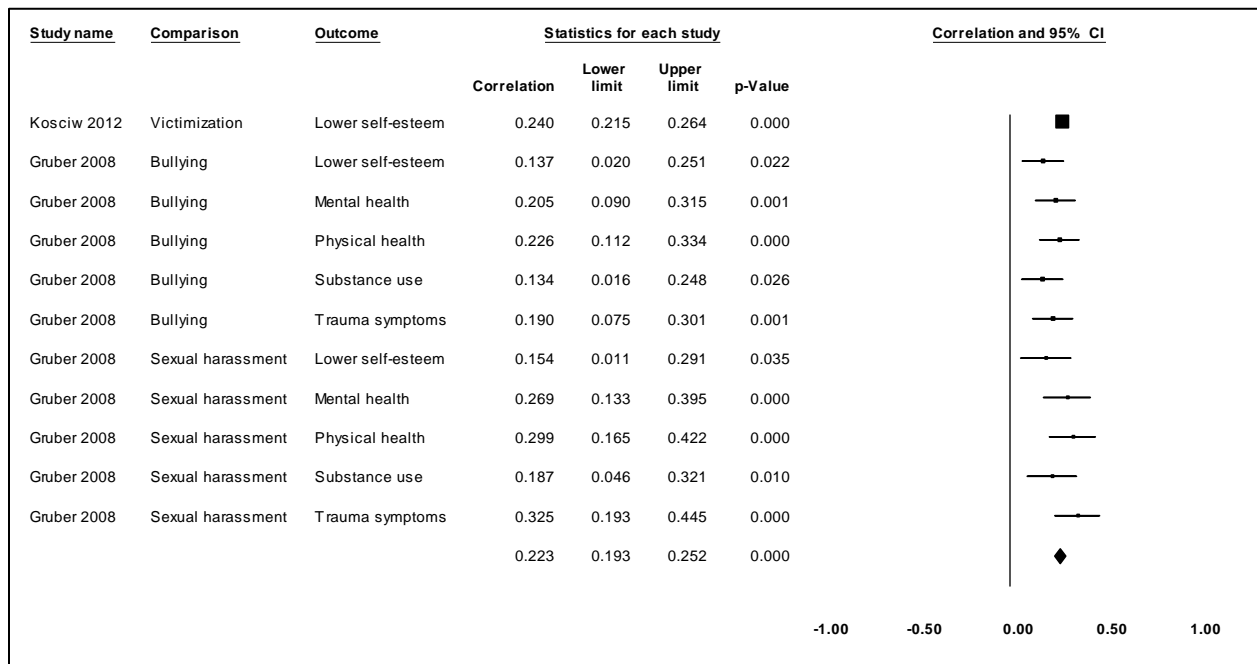 Study name Comparison Outcome Statistics for each study Correlation and 95% CI
Lower Upper
Correlation limit limit p-Value
Kosciw 2012 Victimization Lower self-esteem 0.240 0.215 0.264 0.000
Gruber 2008 Bullying Lower self-esteem 0.137 0.020 0.251 0.022
Gruber 2008 Bullying Mental health 0.205 0.090 0.315 0.001
Gruber 2008 Bullying Physical health 0.226 0.112 0.334 0.000
Gruber 2008 Bullying Substance use 0.134 0.016 0.248 0.026
Gruber 2008 Bullying Trauma symptoms 0.190 0.075 0.301 0.001
Gruber 2008 Sexual harassment Lower self-esteem 0.154 0.011 0.291 0.035
Gruber 2008 Sexual harassment Mental health 0.269 0.133 0.395 0.000
Gruber 2008 Sexual harassment Physical health 0.299 0.165 0.422 0.000
Gruber 2008 Sexual harassment Substance use 0.187 0.046 0.321 0.010
Gruber 2008 Sexual harassment Trauma symptoms 0.325 0.193 0.445 0.000
0.223 0.193 0.252 0.000
-1.00 -0.50 0.00 0.50 1.00